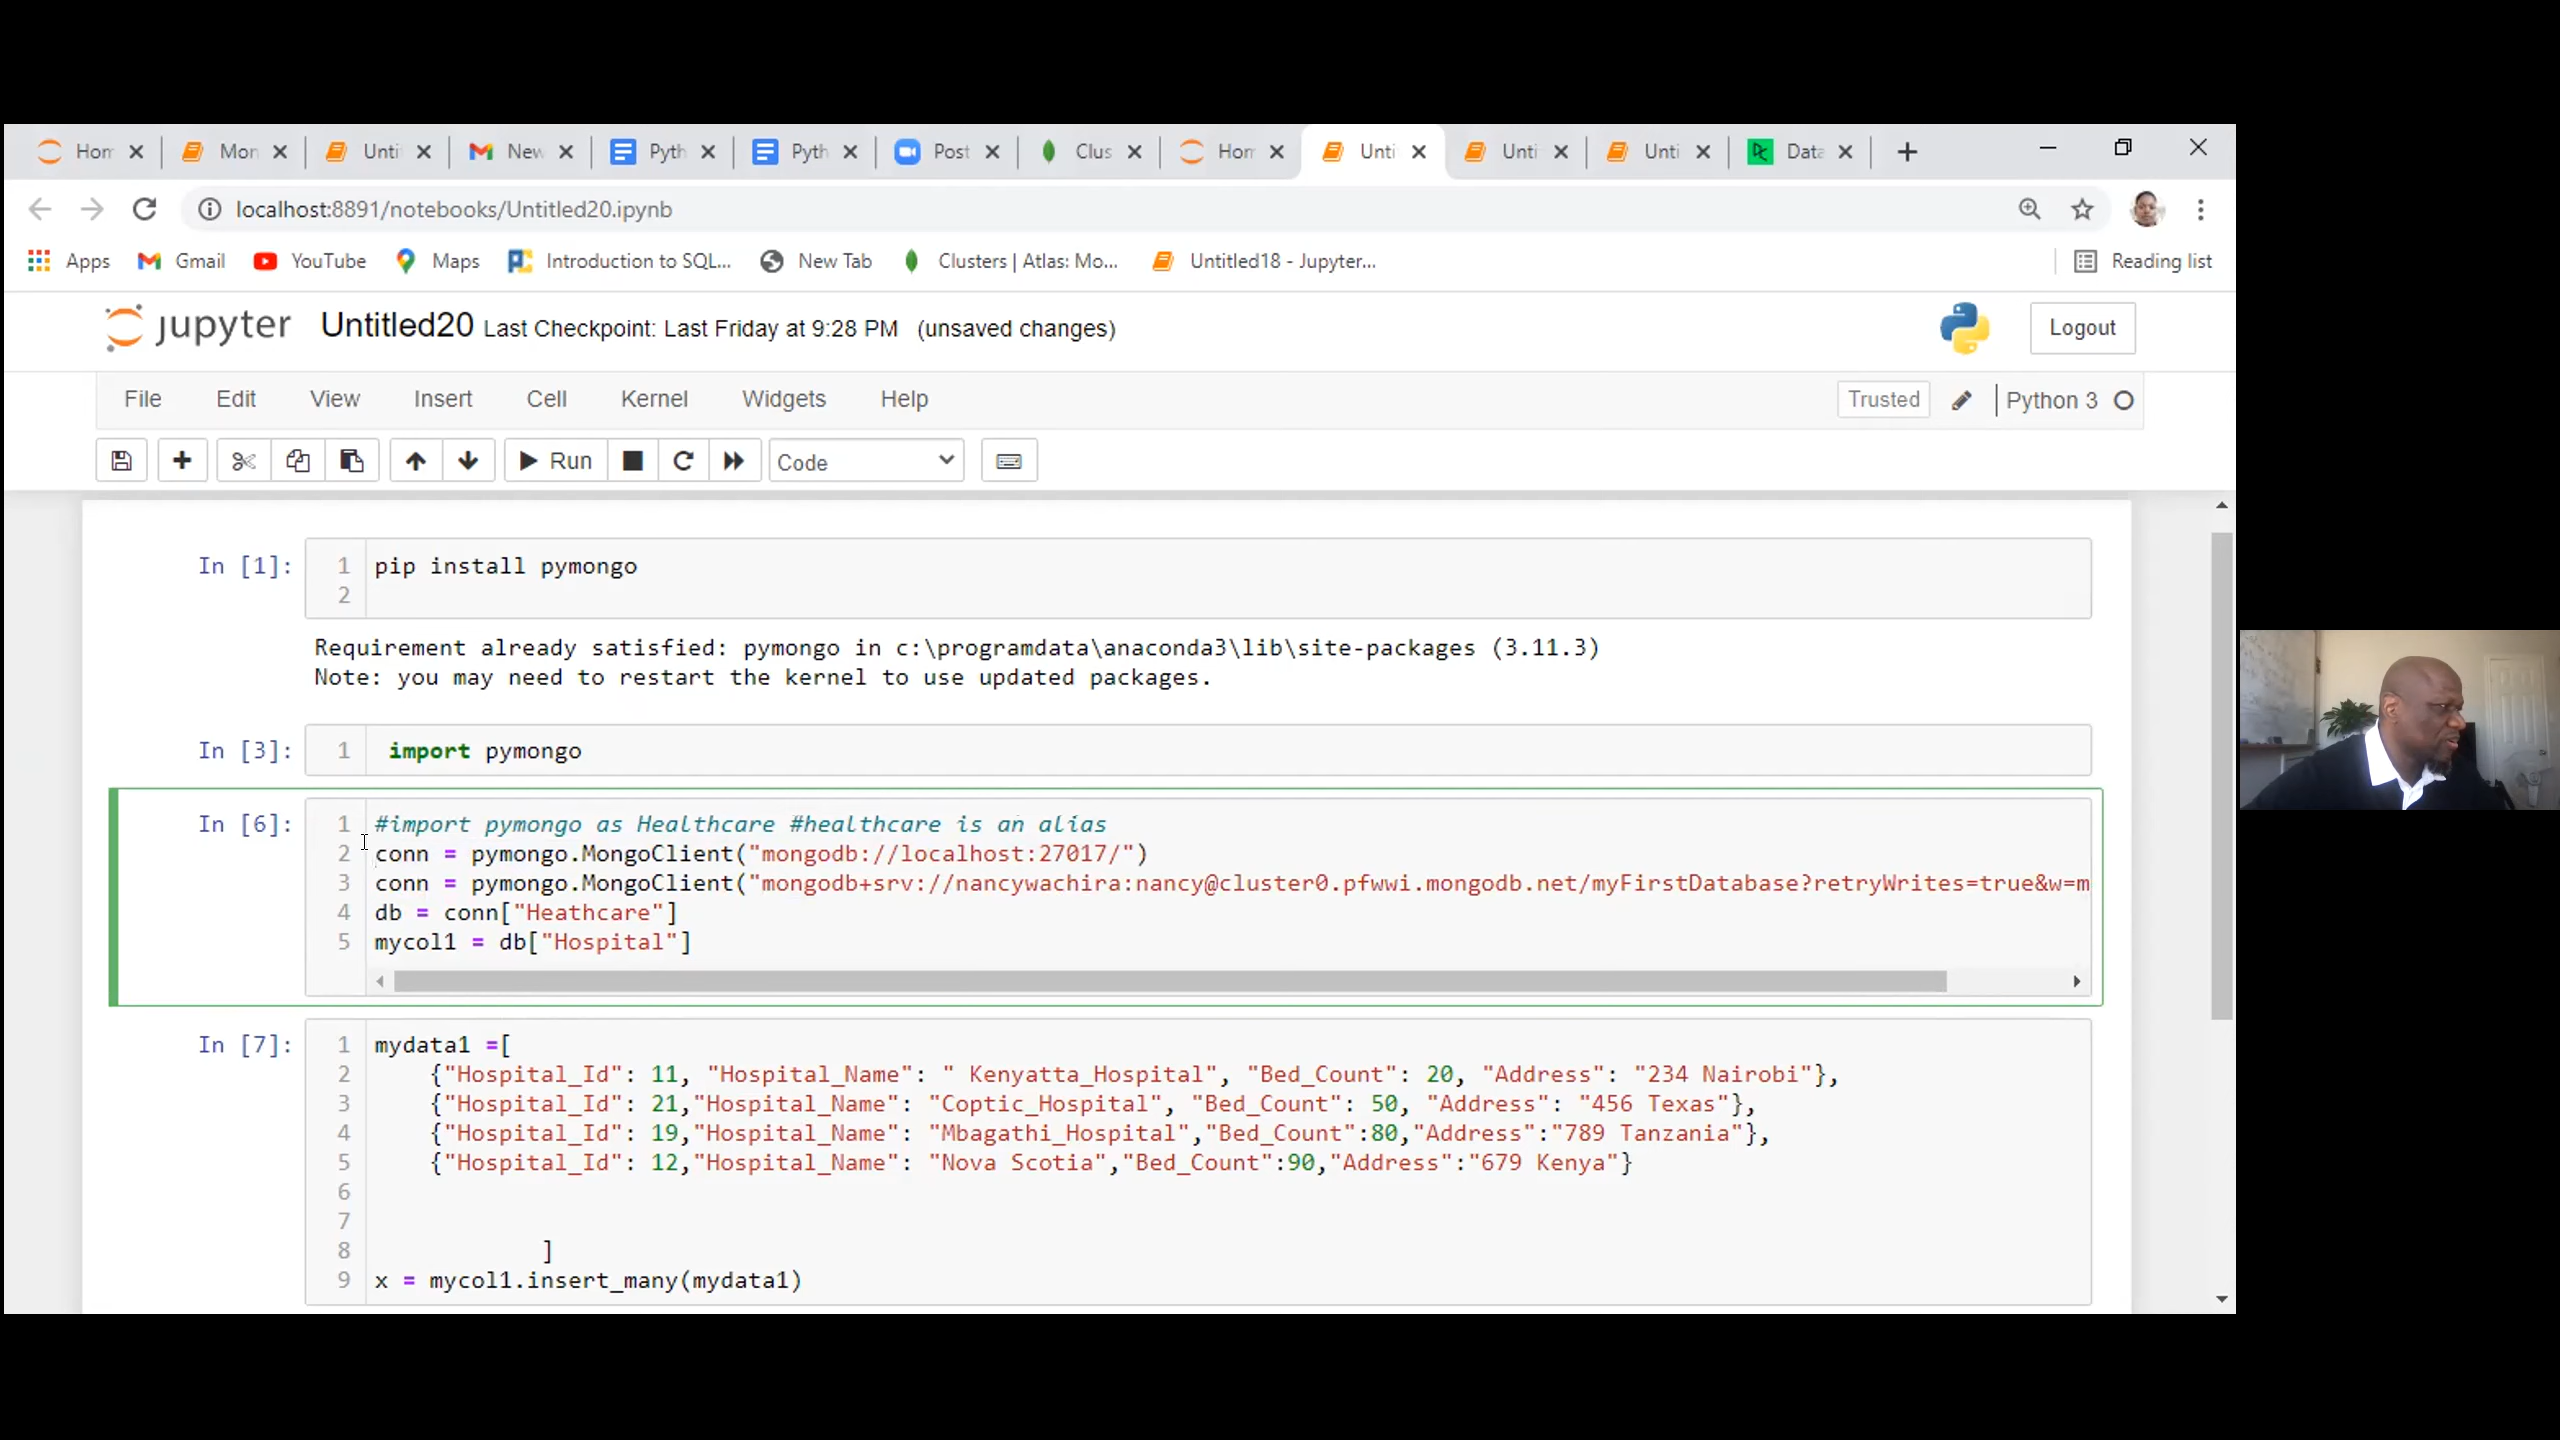 Hom Mon Unti New Pyth Pyth Post Clus Hom Unti Unti Unti Data
localhost:8891/notebooks/Untitled20.ipynb
Apps Gmail YouTube Maps Introduction to SQL... New Tab Clusters | Atlas: Mo... Untitled18 - Jupyter... Reading list
jupyter Untitled20 Last Checkpoint: Last Friday at 9:28 PM (unsaved changes) Logout
File Edit View Insert Cell Kernel Widgets Help Trusted Python 3
Run Code
In [1]: 1 pip install pymongo
2
Requirement already satisfied: pymongo in c:\programdata\anaconda3\lib\site-packages (3.11.3)
Note: you may need to restart the kernel to use updated packages.
In [3]: 1 import pymongo
In [6]: 1 #import pymongo as Healthcare #healthcare is an alias
2 conn = pymongo.MongoClient("mongodb://localhost:27017/")
3 conn = pymongo.MongoClient("mongodb+srv://nancywachira:nancy@cluster0.pfwwi.mongodb.net/myFirstDatabase?retryWrites=true&w=m
4 db = conn["Heathcare"]
5 mycol1 = db["Hospital"]
In [7]: 1 mydata1 =[
2 {"Hospital_Id": 11, "Hospital_Name": " Kenyatta_Hospital", "Bed_Count": 20, "Address": "234 Nairobi"},
3 {"Hospital_Id": 21,"Hospital_Name": "Coptic_Hospital", "Bed_Count": 50, "Address": "456 Texas"},
4 {"Hospital_Id": 19,"Hospital_Name": "Mbagathi_Hospital","Bed_Count":80,"Address":"789 Tanzania"},
5 {"Hospital_Id": 12,"Hospital_Name": "Nova Scotia","Bed_Count":90,"Address":"679 Kenya"}
6
7
8 ]
9 x = mycol1.insert_many(mydata1)